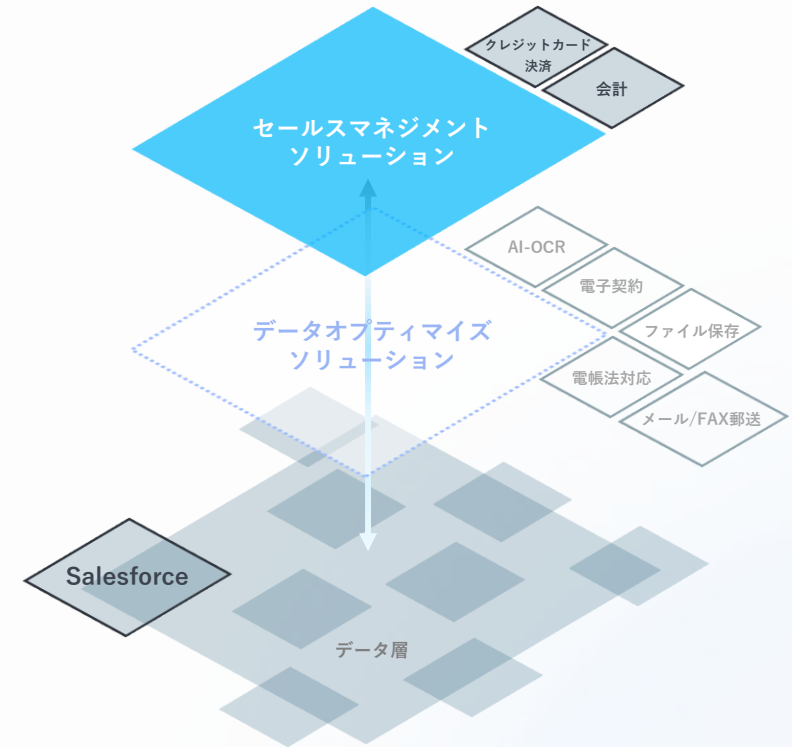 クレジットカード
決済
会計
セールスマネジメント
ソリューション
AI-OCR
電子契約
ファイル保存
データオプティマイズ
ソリューション
電帳法対応
メール/FAX郵送
Salesforce
データ層